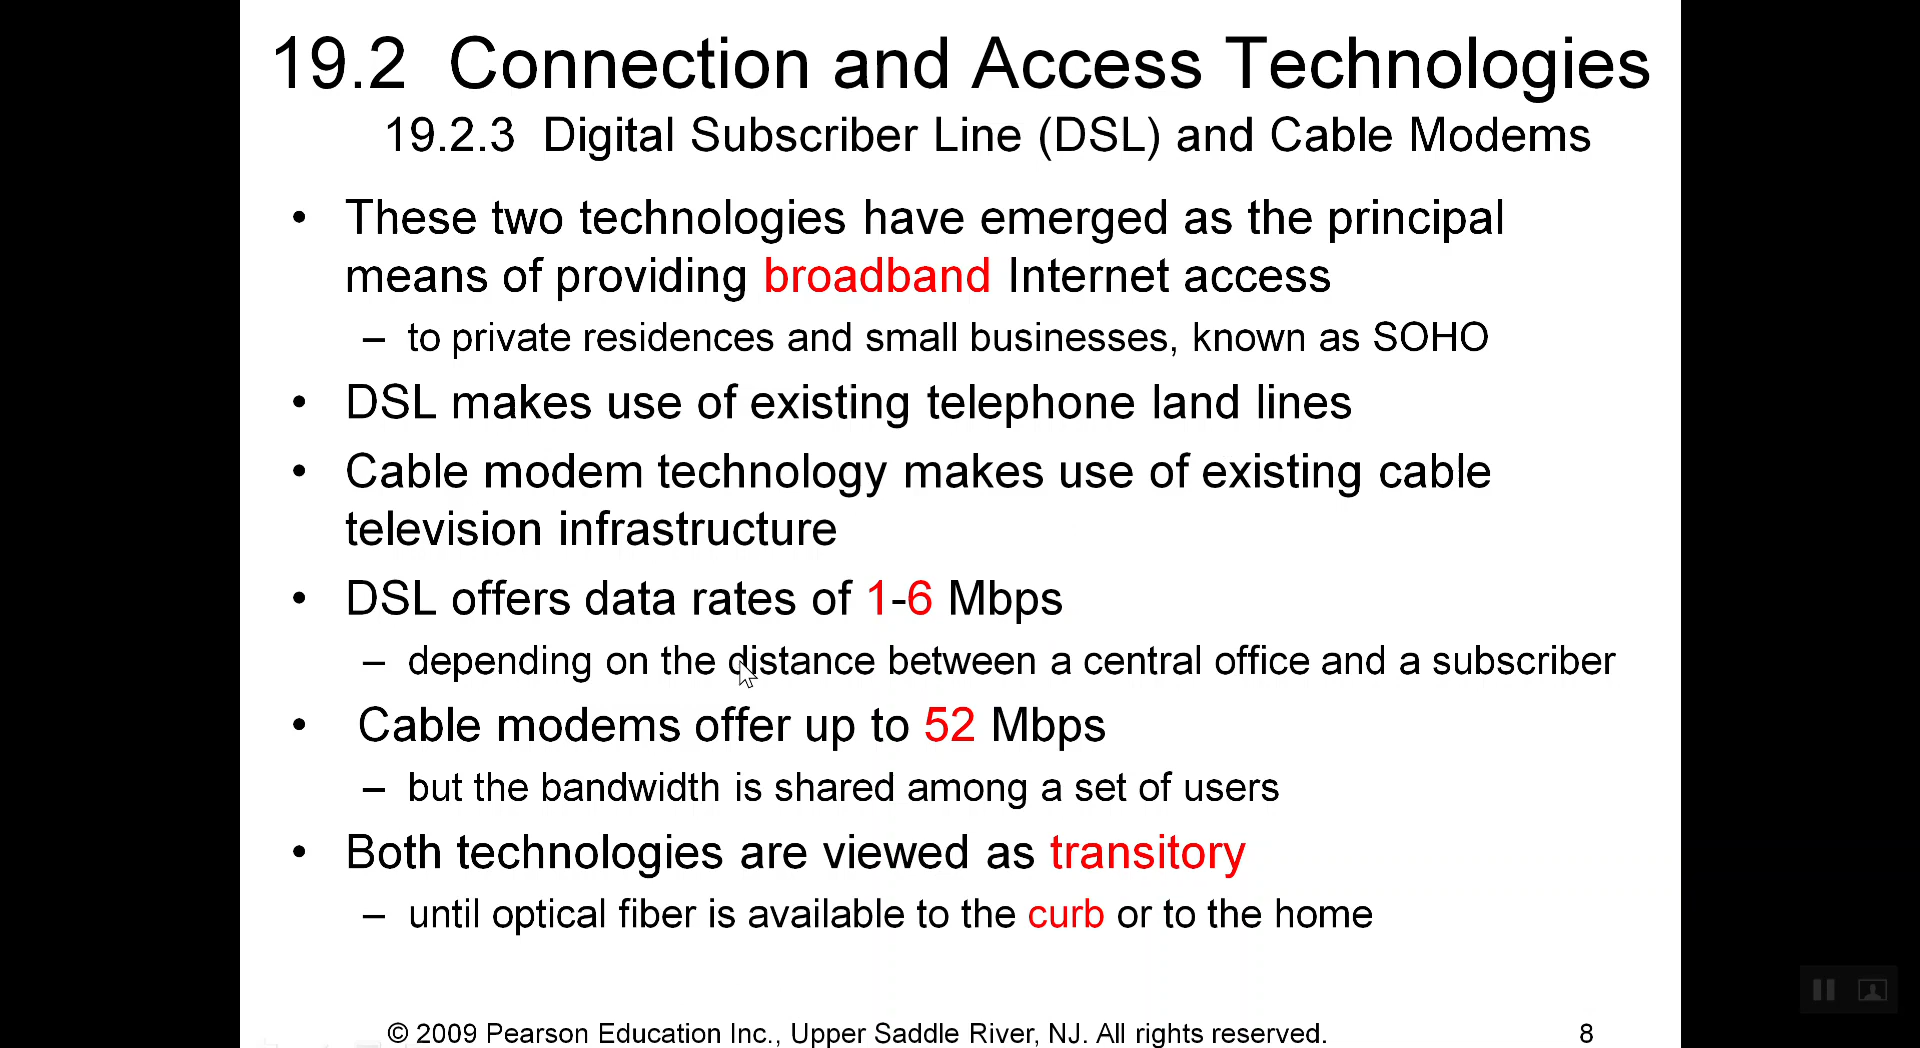 19.2 Connection and Access Technologies
19.2.3 Digital Subscriber Line (DSL) and Cable Modems
• These two technologies have emerged as the principal
means of providing broadband Internet access
– to private residences and small businesses, known as SOHO
• DSL makes use of existing telephone land lines
• Cable modem technology makes use of existing cable
television infrastructure
• DSL offers data rates of 1-6 Mbps
– depending on the distance between a central office and a subscriber
• Cable modems offer up to 52 Mbps
– but the bandwidth is shared among a set of users
• Both technologies are viewed as transitory
– until optical fiber is available to the curb or to the home
© 2009 Pearson Education Inc., Upper Saddle River, NJ. All rights reserved.
8